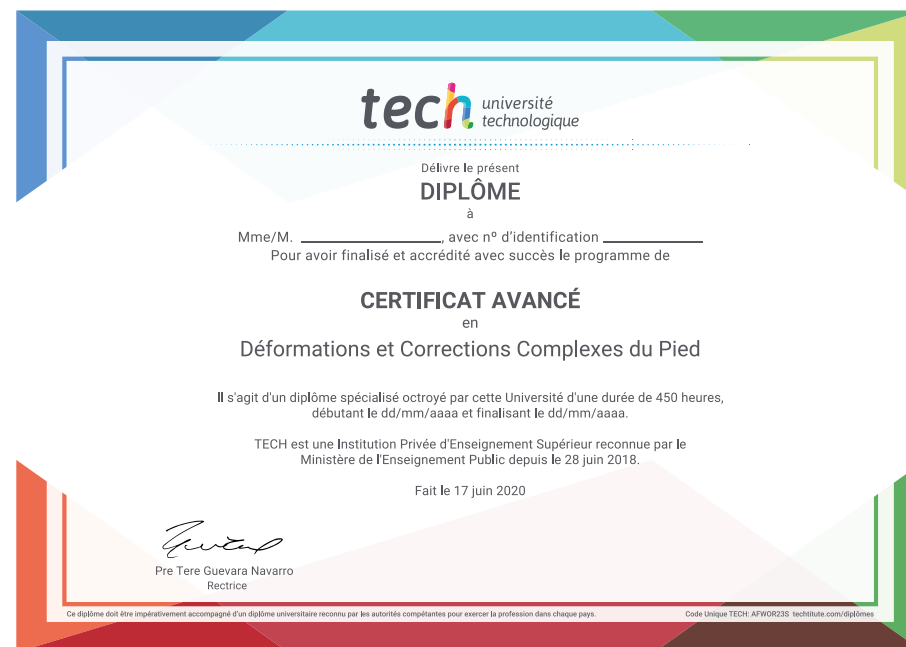 tech université
technologique
Délivre le présent
DIPLÔME
à
Mme/M. ____________________, avec nº d'identification ______________
Pour avoir finalisé et accrédité avec succès le programme de
CERTIFICAT AVANCÉ
en
Déformations et Corrections Complexes du Pied
Il s'agit d'un diplôme spécialisé octroyé par cette Université d'une durée de 450 heures,
débutant le dd/mm/aaaa et finalisant le dd/mm/aaaa.
TECH est une Institution Privée d'Enseignement Supérieur reconnue par le
Ministère de l'Enseignement Public depuis le 28 juin 2018.
Fait le 17 juin 2020
Pre Tere Guevara Navarro
Rectrice
Ce diplôme doit être impérativement accompagné d'un diplôme universitaire reconnu par les autorités compétantes pour exercer la profession dans chaque pays. Code Unique TECH: AFWOR23S techtitute.com/diplômes